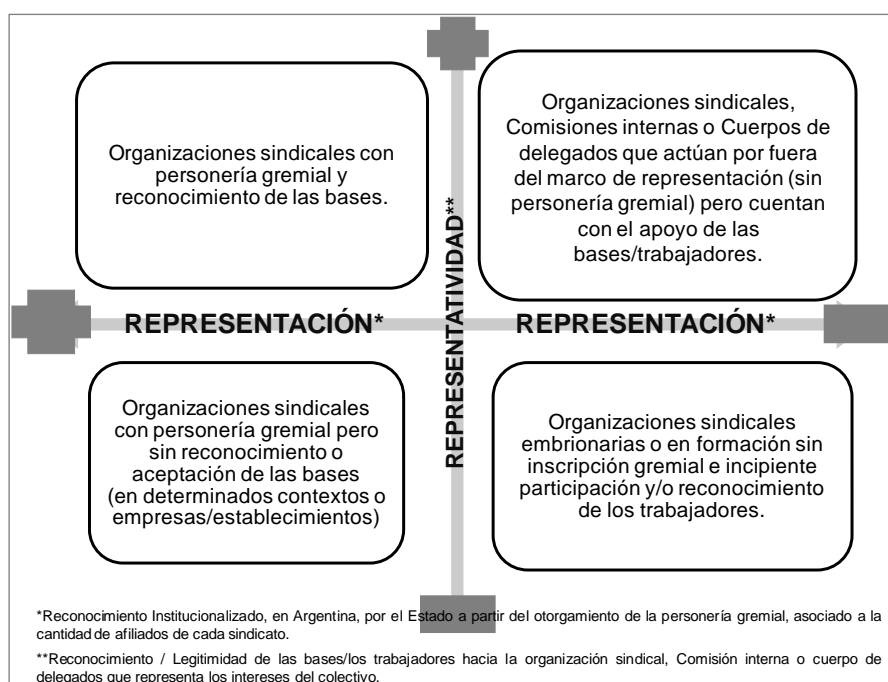 Organizaciones sindicales con
personería gremial y
reconocimiento de las bases.
Organizaciones sindicales,
Comisiones internas o Cuerpos de
delegados que actúan por fuera
del marco de representación (sin
personería gremial) pero cuentan
con el apoyo de las
bases/trabajadores.
REPRESENTATIVIDAD**
REPRESENTACIÓN*
REPRESENTACIÓN*
Organizaciones sindicales
con personería gremial pero
sin reconocimiento o
aceptación de las bases
(en determinados contextos o
empresas/establecimientos)
Organizaciones sindicales
embrionarias o en formación sin
inscripción gremial e incipiente
participación y/o reconocimiento
de los trabajadores.
*Reconocimiento Institucionalizado, en Argentina, por el Estado a partir del otorgamiento de la personería gremial, asociado a la
cantidad de afiliados de cada sindicato.
**Reconocimiento / Legitimidad de las bases/los trabajadores hacia la organización sindical, Comisión interna o cuerpo de
delegados que representa los intereses del colectivo.